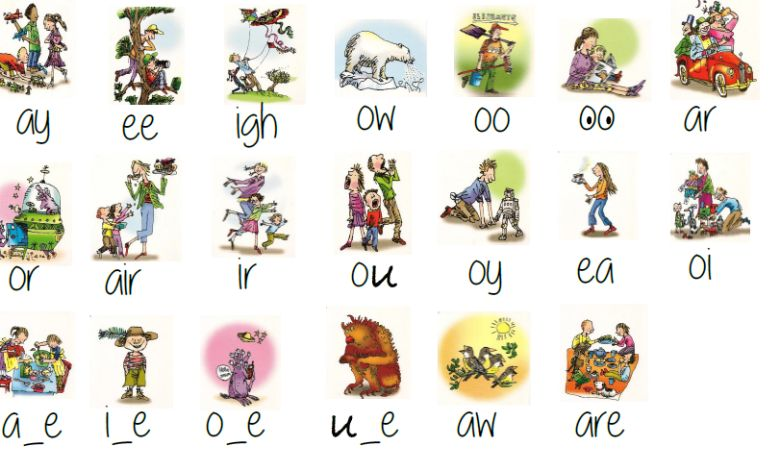 ay ee igh ow oo oo ar
or air ir ou oy ea oi
a_e i_e o_e u_e aw are